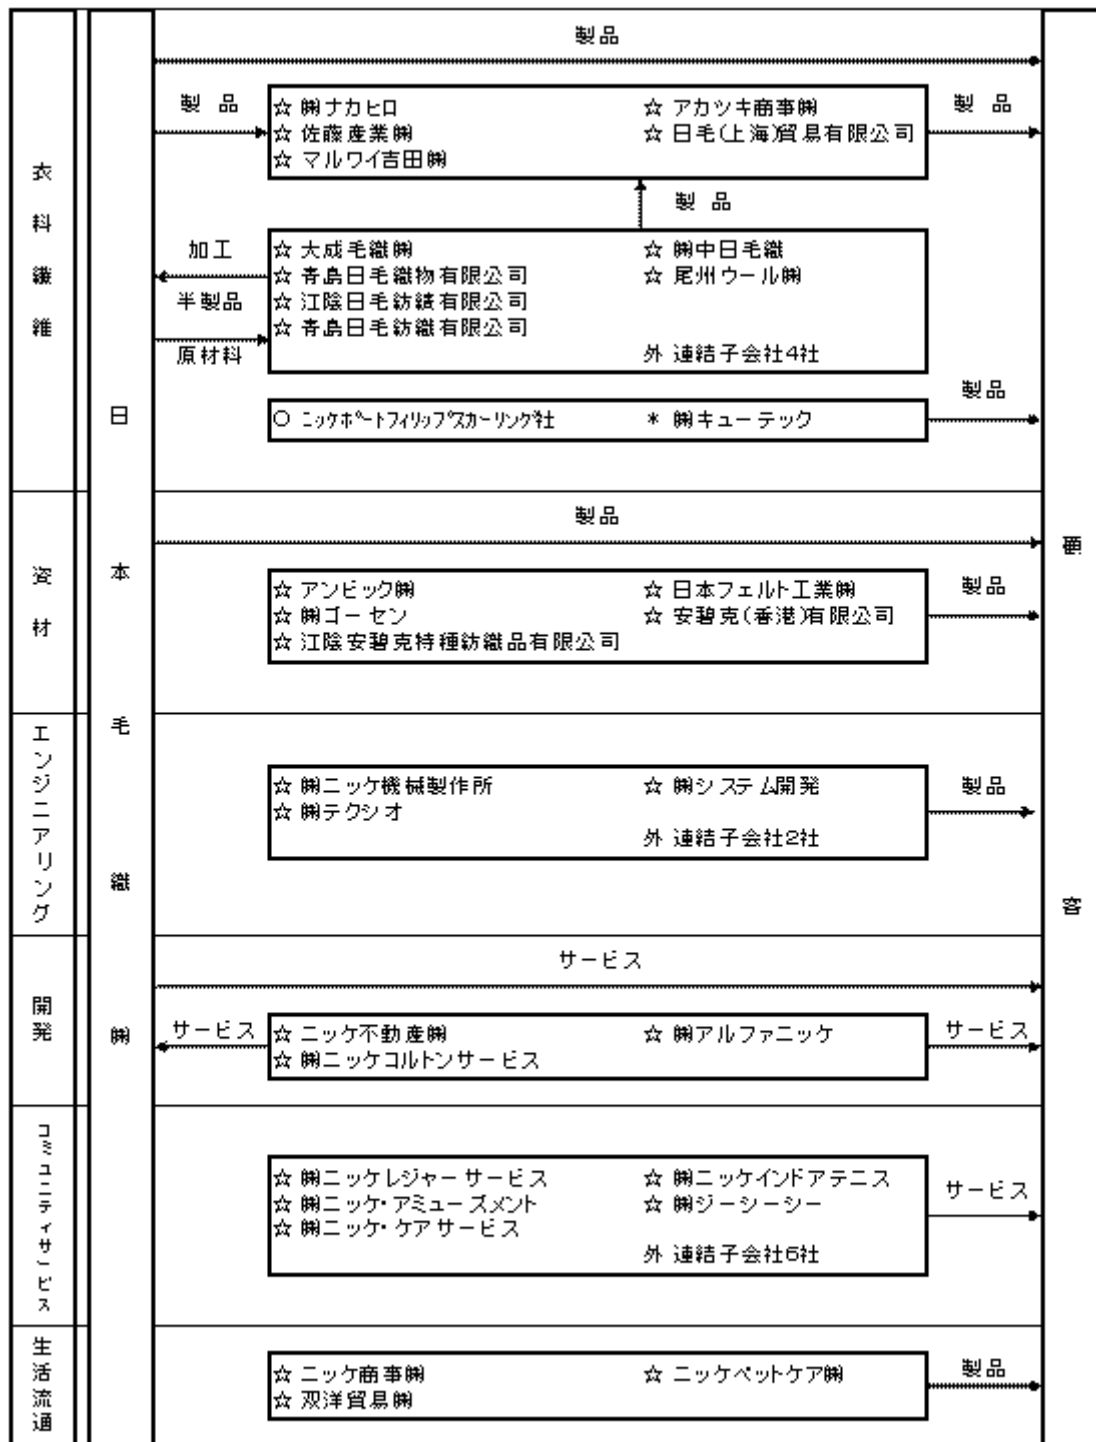 衣料繊維
日本毛織㈱
顧客
製品
製品
☆ ㈱ナカヒロ
☆ アカツキ商事㈱
製品
☆ 佐藤産業㈱
☆ 日毛(上海)貿易有限公司
☆ マルワイ吉田㈱
製品
加工
☆ 大成毛織㈱
☆ ㈱中日毛織
☆ 青島日毛織物有限公司
☆ 尾州ウール㈱
半製品
☆ 江陰日毛紡績有限公司
☆ 青島日毛紡織有限公司
原材料
外 連結子会社4社
製品
○ ニッケポートフィリップスカーリング社
* ㈱キューテック
資材
製品
☆ アンビック㈱
☆ 日本フェルト工業㈱
製品
☆ ㈱ゴーセン
☆ 安碧克(香港)有限公司
☆ 江陰安碧克特種紡織品有限公司
エンジニアリング
☆ ㈱ニッケ機械製作所
☆ ㈱システム開発
製品
☆ ㈱テクシオ
外 連結子会社2社
開発
サービス
サービス
☆ ニッケ不動産㈱
☆ ㈱アルファニッケ
サービス
☆ ㈱ニッケコルトンサービス
コミュニティサービス
☆ ㈱ニッケレジャーサービス
☆ ㈱ニッケインドアテニス
サービス
☆ ㈱ニッケ・アミューズメント
☆ ㈱ジーシーシー
☆ ㈱ニッケ・ケアサービス
外 連結子会社6社
生活流通
☆ ニッケ商事㈱
☆ ニッケペットケア㈱
製品
☆ 双洋貿易㈱